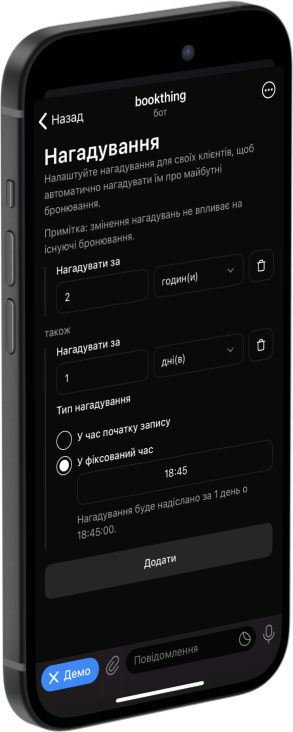 Назад
bookthing
бот
Нагадування
Налаштуйте нагадування для своїх клієнтів, щоб
автоматично нагадувати їм про майбутні
бронювання.
Примітка: змінення нагадувань не впливає на
існуючі бронювання.
Нагадувати за
2
годин(и)
також
Нагадувати за
1
дні(в)
Тип нагадування
У час початку запису
У фіксований час
18:45
Нагадування буде надіслано за 1 день о
18:45:00.
Додати
Демо
Повідомлення